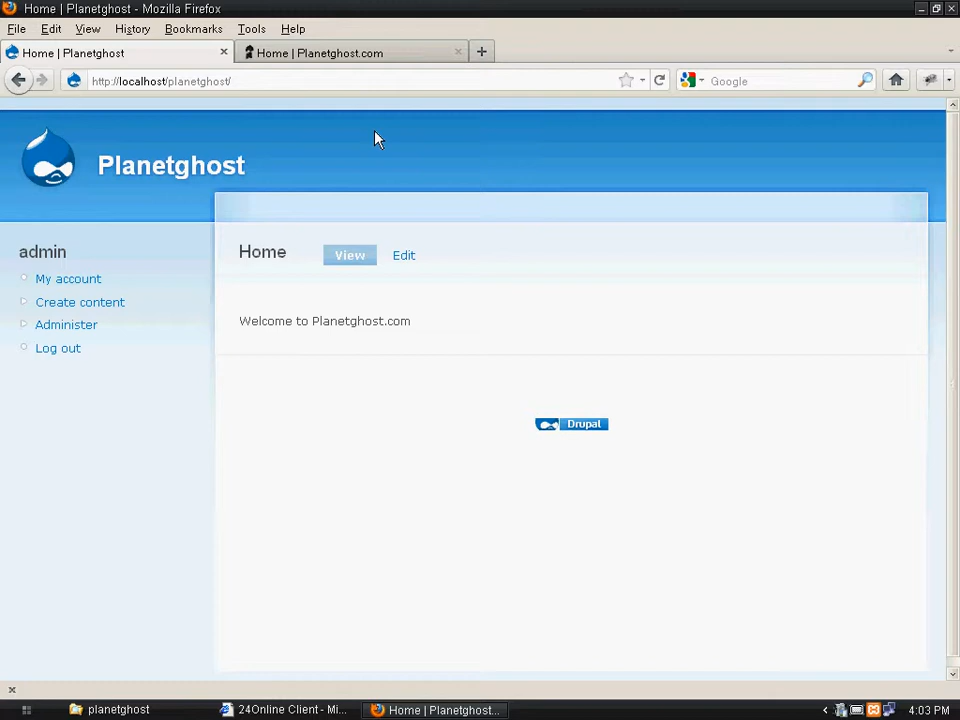 Home | Planetghost - Mozilla Firefox
File Edit View History Bookmarks Tools Help
Home | Planetghost
Home | Planetghost.com
http://localhost/planetghost/
Google
Planetghost
admin
My account
Create content
Administer
Log out
Home View Edit
Welcome to Planetghost.com
Drupal
planetghost
24Online Client - Mi...
Home | Planetghost...
4:03 PM